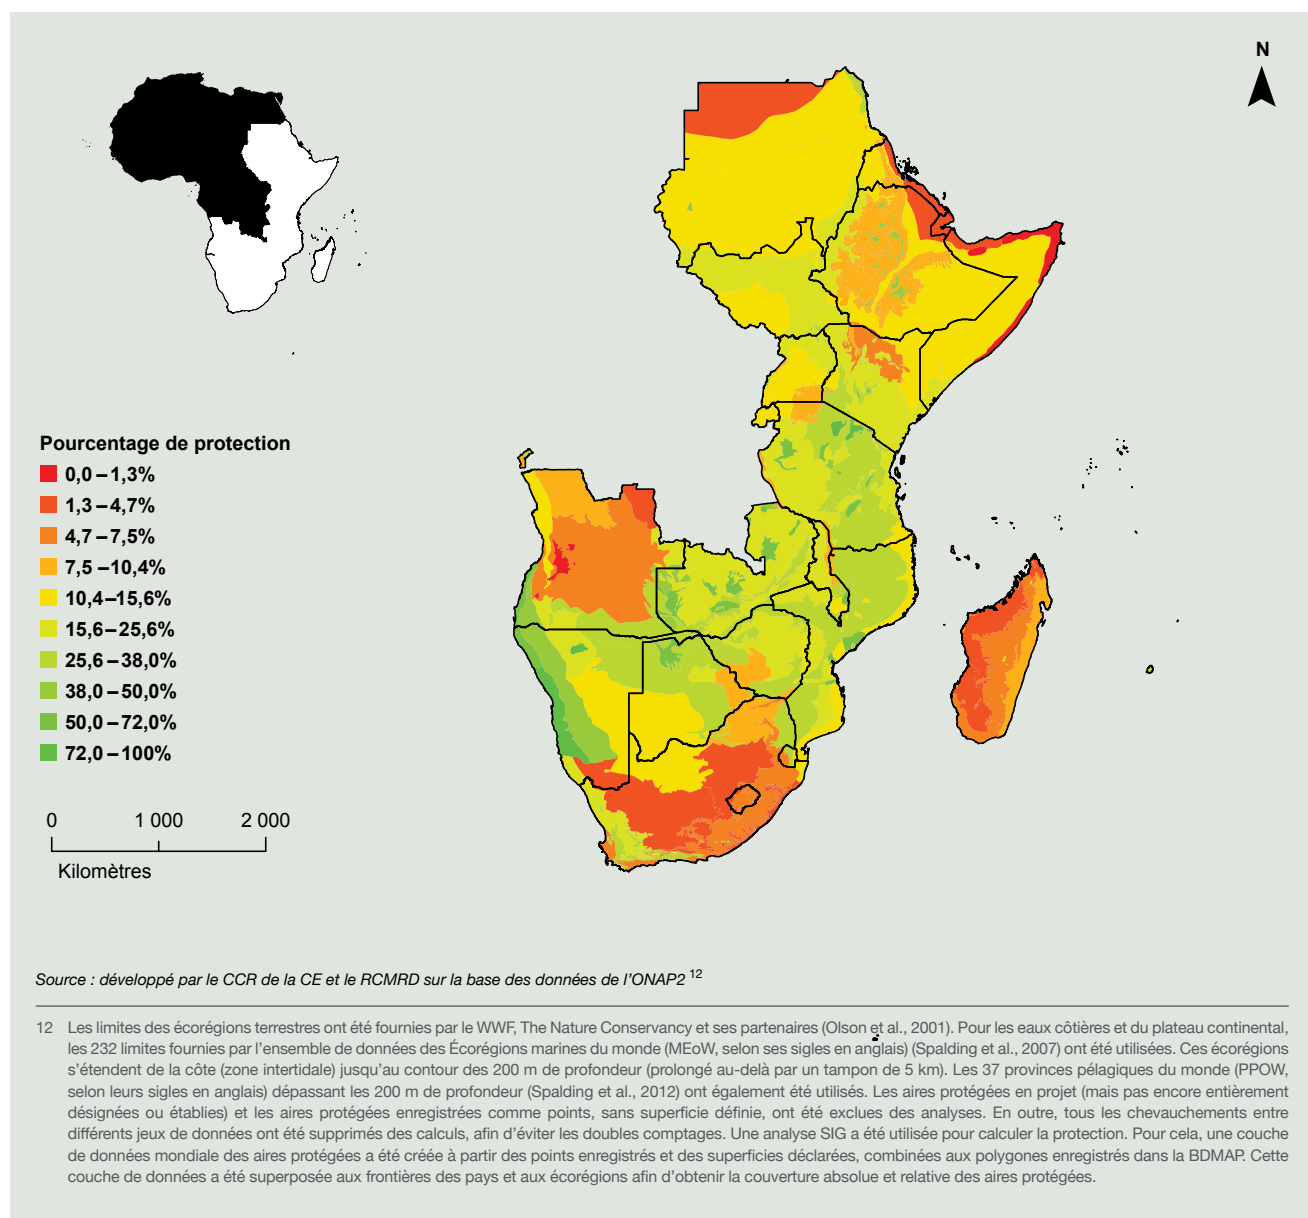 N
Pourcentage de protection
0,0 – 1,3%
1,3 – 4,7%
4,7 – 7,5%
7,5 –10,4%
10,4–15,6%
15,6–25,6%
25,6 – 38,0%
38,0 – 50,0%
50,0 – 72,0%
72,0 – 100%
0 1 000 2 000
Kilomètres
Source : développé par le CCR de la CE et le RCMRD sur la base des données de l’ONAP2 12
12 Les limites des écorégions terrestres ont été fournies par le WWF, The Nature Conservancy et ses partenaires (Olson et al., 2001). Pour les eaux côtières et du plateau continental,
les 232 limites fournies par l’ensemble de données des Écorégions marines du monde (MEoW, selon ses sigles en anglais) (Spalding et al., 2007) ont été utilisées. Ces écorégions
s’étendent de la côte (zone intertidale) jusqu’au contour des 200 m de profondeur (prolongé au-delà par un tampon de 5 km). Les 37 provinces pélagiques du monde (PPOW,
selon leurs sigles en anglais) dépassant les 200 m de profondeur (Spalding et al., 2012) ont également été utilisés. Les aires protégées en projet (mais pas encore entièrement
désignées ou établies) et les aires protégées enregistrées comme points, sans superficie définie, ont été exclues des analyses. En outre, tous les chevauchements entre
différents jeux de données ont été supprimés des calculs, afin d’éviter les doubles comptages. Une analyse SIG a été utilisée pour calculer la protection. Pour cela, une couche
de données mondiale des aires protégées a été créée à partir des points enregistrés et des superficies déclarées, combinées aux polygones enregistrés dans la BDMAP. Cette
couche de données a été superposée aux frontières des pays et aux écorégions afin d’obtenir la couverture absolue et relative des aires protégées.